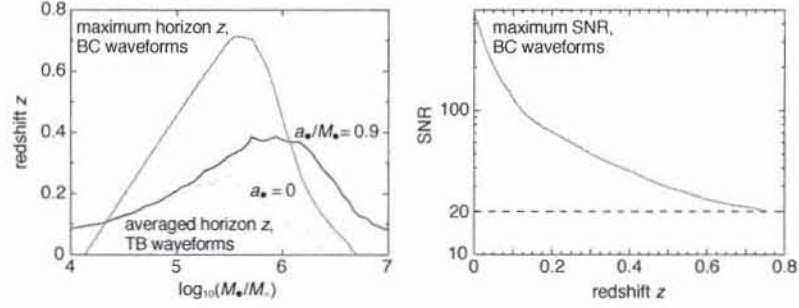 0.8
0.6
0.4
0.2
0
redshift z
maximum horizon z,
BC waveforms
a•/M• = 0.9
a• = 0
averaged horizon z,
TB waveforms
4
5
6
7
log₁₀(M•/M
maximum SNR,
BC waveforms
SNR
100
20
10
0
0.2
0.4
0.6
0.8
redshift z